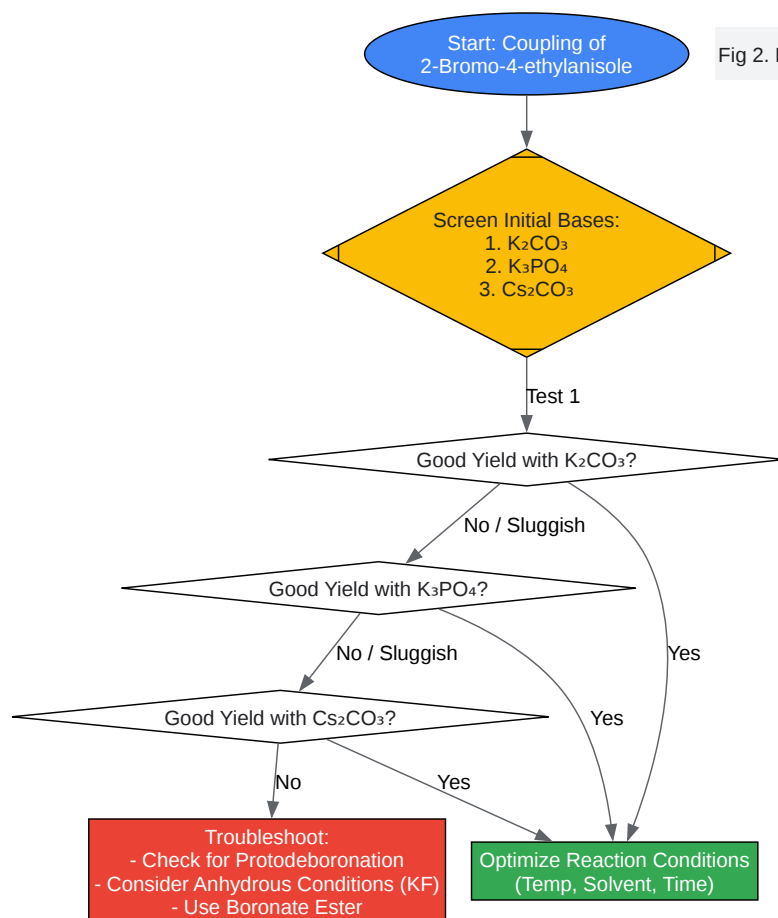 Start: Coupling of
2-Bromo-4-ethylanisole
Fig 2.
Screen Initial Bases:
1. K₂CO₃
2. K₃PO₄
3. Cs₂CO₃
Test 1
Good Yield with K₂CO₃?
No / Sluggish
Good Yield with K₃PO₄?
No / Sluggish
Yes
Good Yield with Cs₂CO₃?
Yes
No
Yes
Troubleshoot:
- Check for Protodeboronation
- Consider Anhydrous Conditions (KF)
- Use Boronate Ester
Optimize Reaction Conditions
(Temp, Solvent, Time)